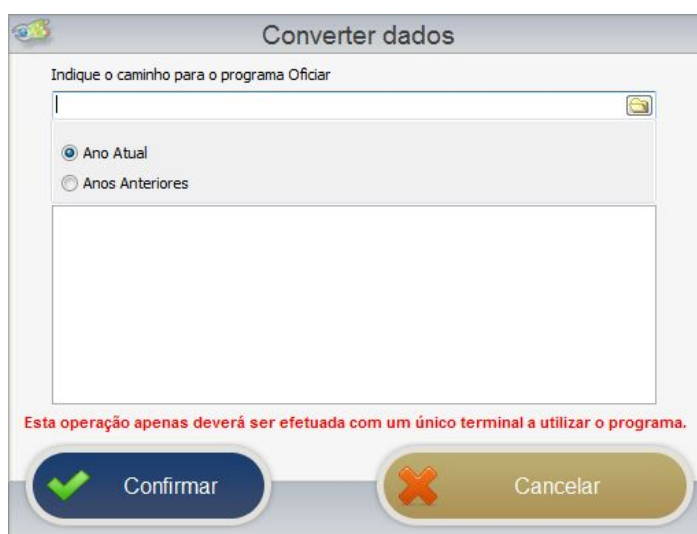 Converter dados
Indique o caminho para o programa Oficiar
Ano Atual
Anos Anteriores
Esta operação apenas deverá ser efetuada com um único terminal a utilizar o programa.
Confirmar
Cancelar